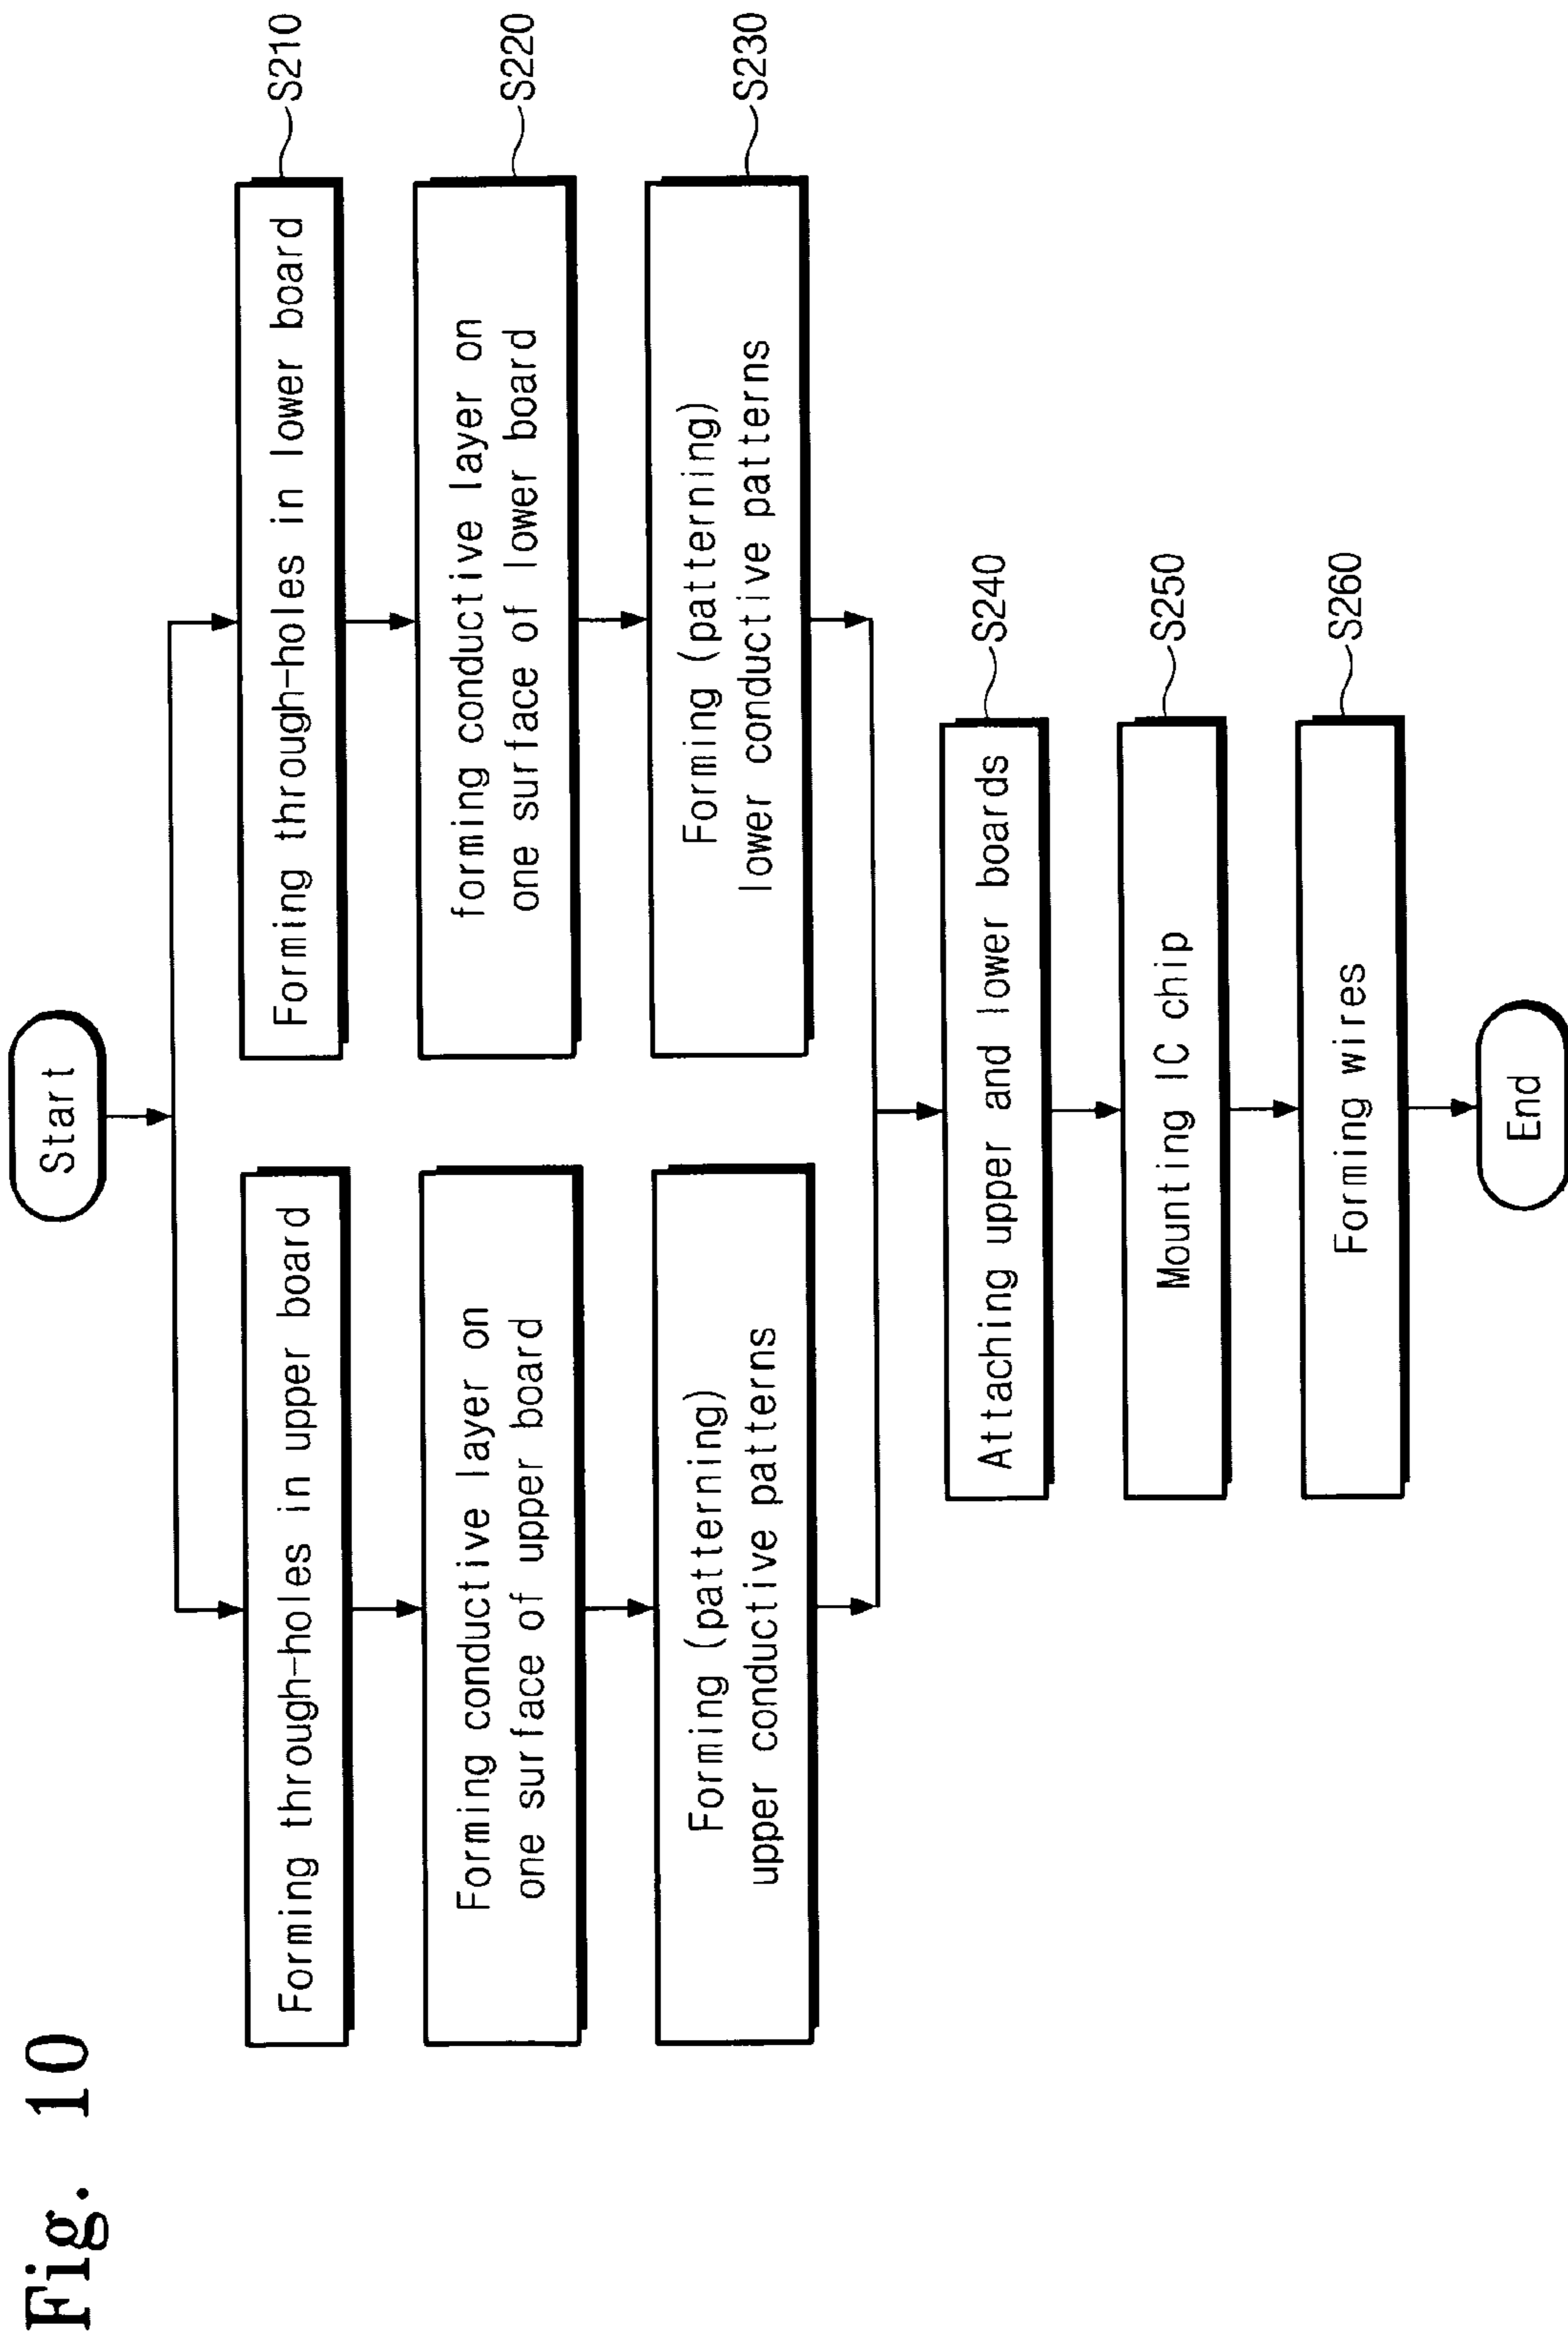 Fig. 10
Start
Forming through-holes in upper board
Forming through-holes in lower board
S210
Forming conductive layer on
one surface of upper board
forming conductive layer on
one surface of lower board
S220
Forming (patterning)
upper conductive patterns
Forming (patterning)
lower conductive patterns
S230
Attaching upper and lower boards
S240
Mounting IC chip
S250
Forming wires
S260
End